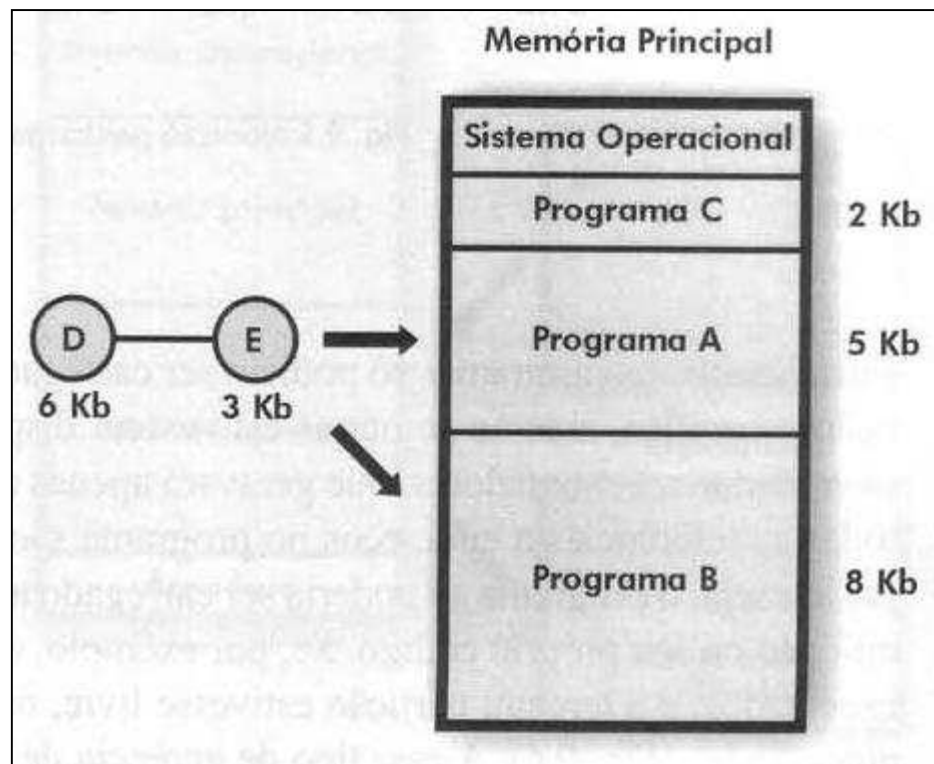 Memória Principal
Sistema Operacional
Programa C
2 Kb
Programa A
5 Kb
D
E
6 Kb
3 Kb
Programa B
8 Kb